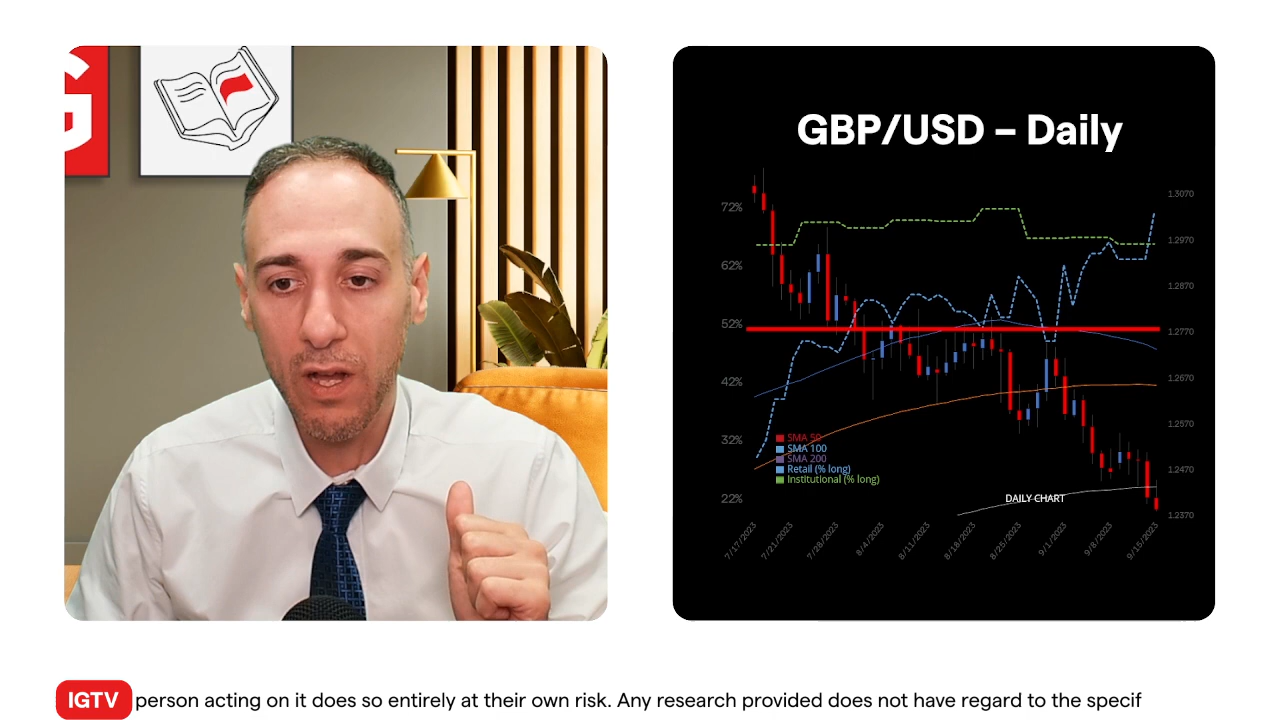 G
GBP/USD – Daily
72%
62%
52%
42%
32%
22%
1.3070
1.2970
1.2870
1.2770
1.2670
1.2570
1.2470
1.2370
SMA 50
SMA 100
SMA 200
Retail (% long)
Institutional (% long)
DAILY CHART
7/17/2023
7/21/2023
7/28/2023
8/4/2023
8/11/2023
8/18/2023
8/25/2023
9/1/2023
9/8/2023
9/15/2023
IGTV person acting on it does so entirely at their own risk. Any research provided does not have regard to the specif